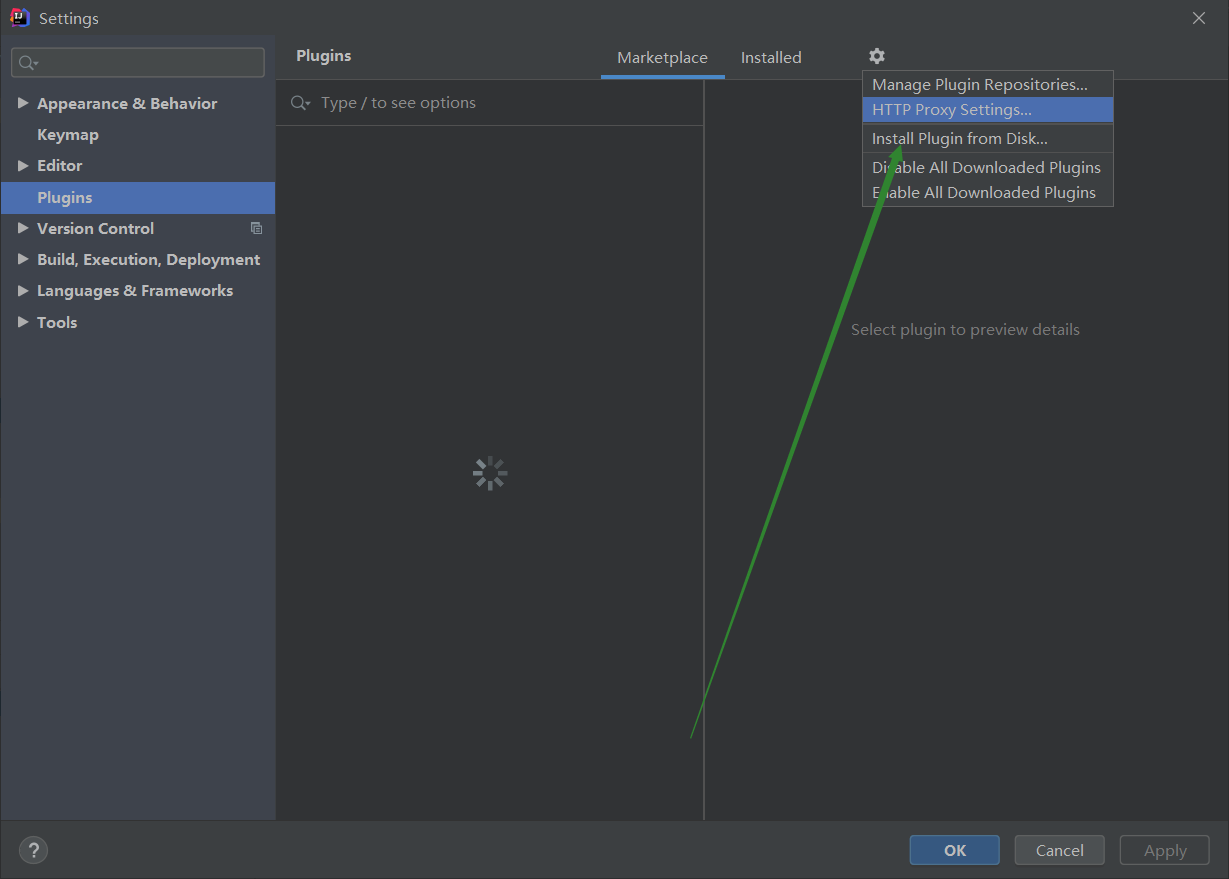 Settings
Plugins
Marketplace
Installed
Appearance & Behavior
Keymap
Editor
Plugins
Version Control
Build, Execution, Deployment
Languages & Frameworks
Tools
Type / to see options
Manage Plugin Repositories...
HTTP Proxy Settings...
Install Plugin from Disk...
Disable All Downloaded Plugins
Enable All Downloaded Plugins
Select plugin to preview details
?
OK
Cancel
Apply